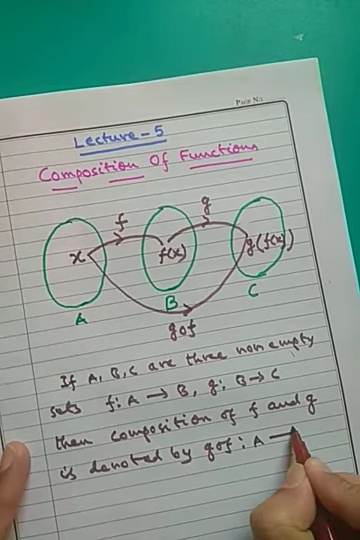 PAGE NO.
Lecture-5
Composition Of Functions
f
g
x
f(x)
g(f(x))
A
B
C
gof
If A, B, C are three non empty
sets f: A → B, g: B → C
then composition of f and g
is denoted by gof: A —